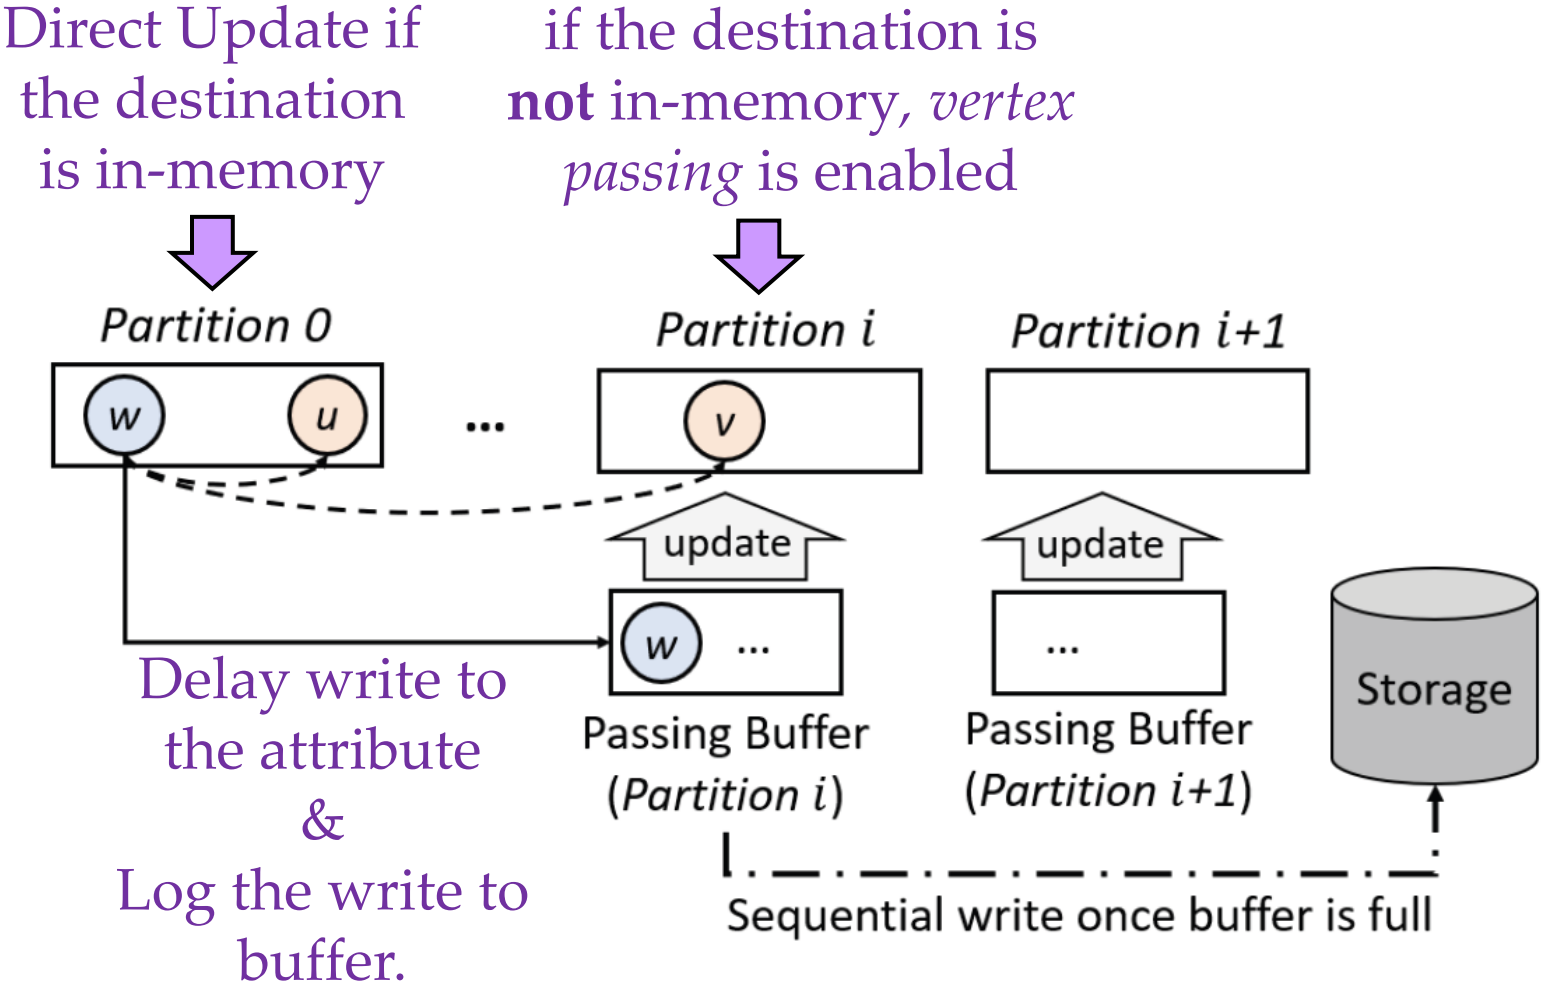 Direct Update if
the destination
is in-memory
if the destination is
not in-memory, vertex
passing is enabled
Partition 0
Partition i
Partition i+1
w
u
...
v
update
update
w
...
...
Storage
Delay write to
the attribute
&
Log the write to
buffer.
Passing Buffer
(Partition i)
Passing Buffer
(Partition i+1)
Sequential write once buffer is full